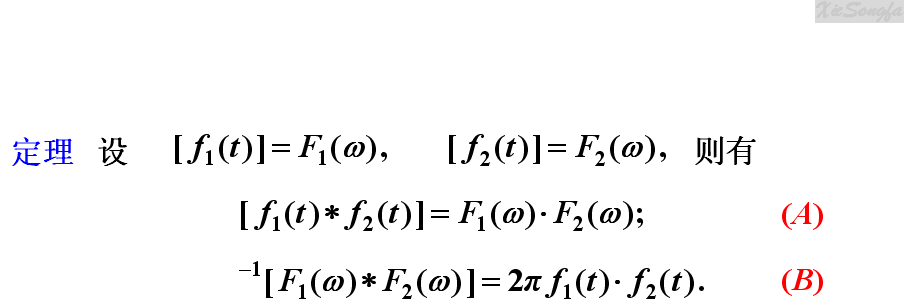 XieSongfa
定理 设 [f₁(t)] = F₁(ω), [f₂(t)] = F₂(ω), 则有
[f₁(t) * f₂(t)] = F₁(ω) · F₂(ω); (A)
⁻¹[F₁(ω) * F₂(ω)] = 2π f₁(t) · f₂(t). (B)